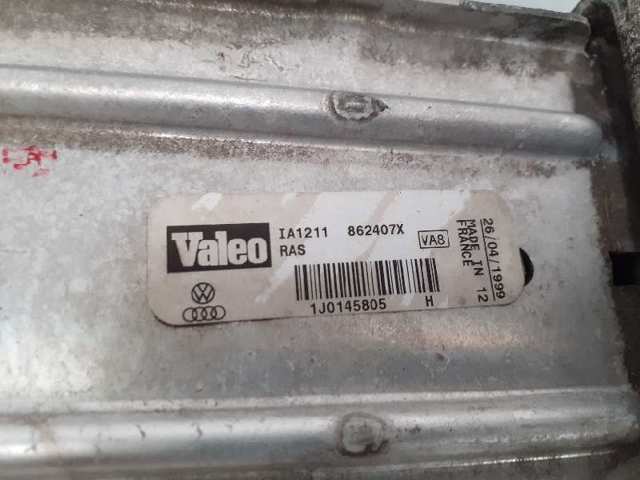 Valeo
IA1211 862407X
RAS
VA8
1J0145805 H
26/04/1999
MADE IN 12
FRANCE